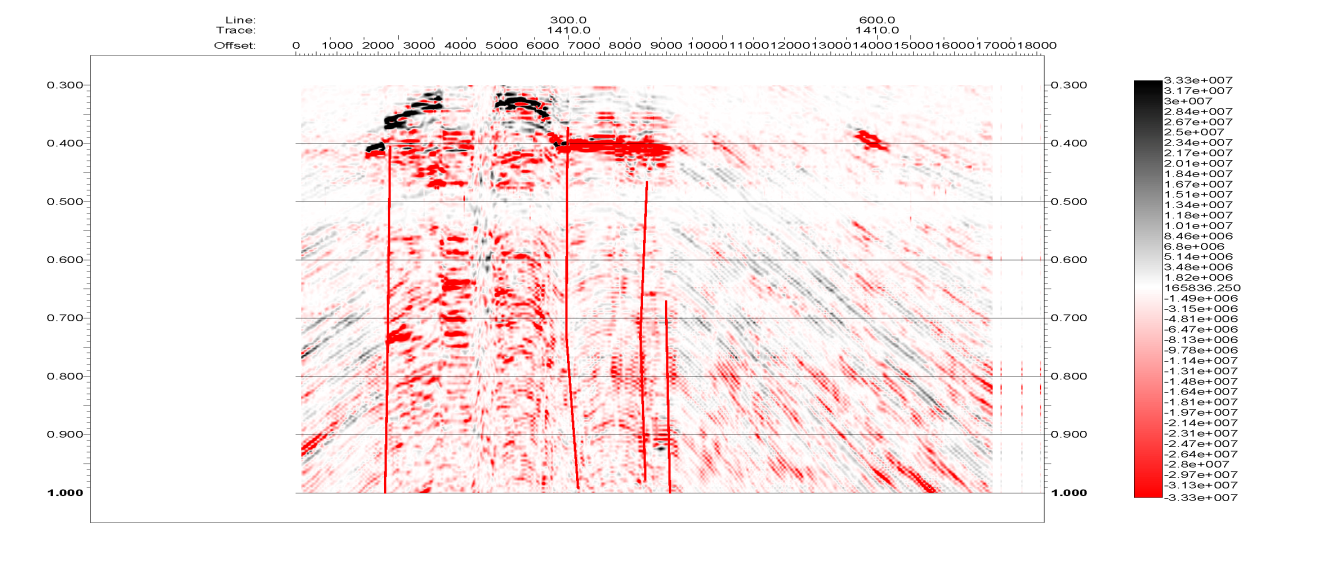 Line: 300.0 600.0
Trace: 1410.0 1410.0
Offset: 0 1000 2000 3000 4000 5000 6000 7000 8000 9000 10000 11000 12000 13000 14000 15000 16000 17000 18000
0.300 0.300
0.400 0.400
0.500 0.500
0.600 0.600
0.700 0.700
0.800 0.800
0.900 0.900
1.000 1.000
3.33e+007
3.17e+007
3e+007
2.84e+007
2.67e+007
2.5e+007
2.34e+007
2.17e+007
2.01e+007
1.84e+007
1.67e+007
1.51e+007
1.34e+007
1.18e+007
1.01e+007
8.46e+006
6.8e+006
5.14e+006
3.48e+006
1.82e+006
165836.250
-1.49e+006
-3.15e+006
-4.81e+006
-6.47e+006
-8.13e+006
-9.78e+006
-1.14e+007
-1.31e+007
-1.48e+007
-1.64e+007
-1.81e+007
-1.97e+007
-2.14e+007
-2.31e+007
-2.47e+007
-2.64e+007
-2.8e+007
-2.97e+007
-3.13e+007
-3.33e+007